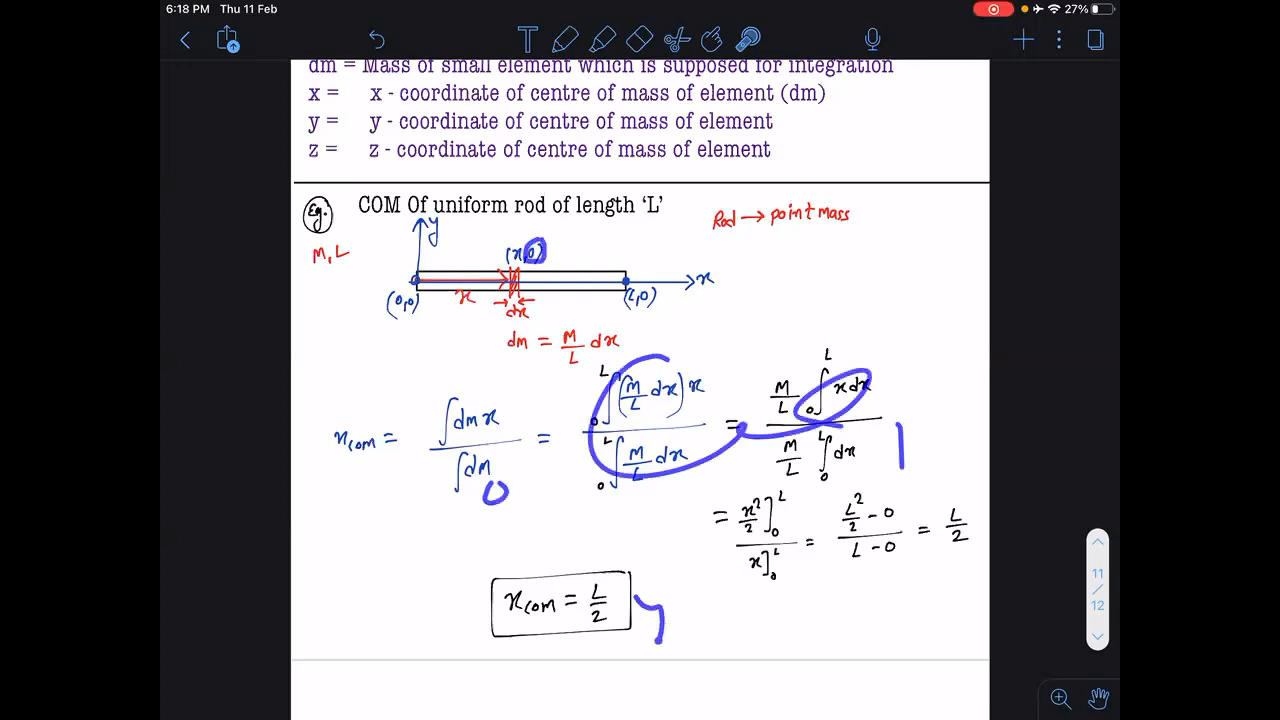 6:18 PM Thu 11 Feb
27%
dm = Mass of small element which is supposed for integration
x = x - coordinate of centre of mass of element (dm)
y = y - coordinate of centre of mass of element
z = z - coordinate of centre of mass of element
Eg. COM Of uniform rod of length ‘L’
Rod → point mass
M, L
y
(x,0)
x
(0,0)
x
dx
(L,0)
dm = M/L dx
x_com = ∫dm x / ∫dm = ∫₀ᴸ (M/L dx) x / ∫₀ᴸ M/L dx = M/L ∫₀ᴸ x dx / M/L ∫₀ᴸ dx
= x²/2]₀ᴸ / x]₀ᴸ = (L²/2 - 0) / (L - 0) = L/2
x_com = L/2
11
/
12